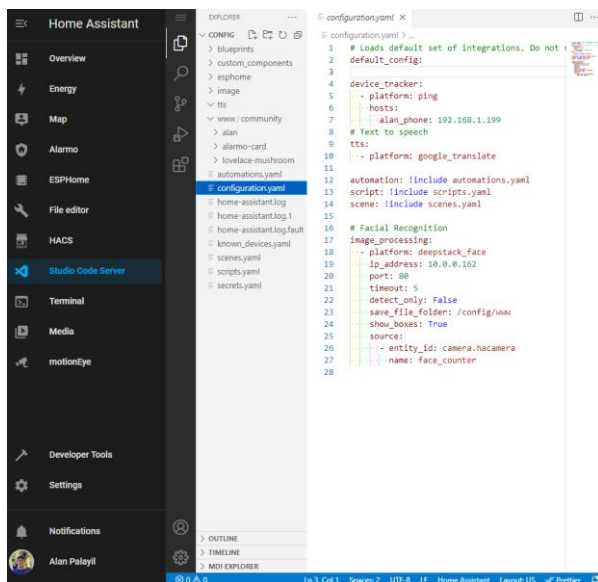 Home Assistant
Overview
Energy
Map
Alarmo
ESPHome
File editor
HACS
Studio Code Server
Terminal
Media
motionEye
Developer Tools
Settings
Notifications
Alan Palayil
EXPLORER
CONFIG
blueprints
custom_components
esphome
image
tts
www / community
alan
alarmo-card
lovelace-mushroom
automations.yaml
configuration.yaml
home-assistant.log
home-assistant.log.1
home-assistant.log.fault
known_devices.yaml
scenes.yaml
scripts.yaml
secrets.yaml
OUTLINE
TIMELINE
MDI EXPLORER
configuration.yaml
configuration.yaml > ...
1 # Loads default set of integrations. Do not
2 default_config:
3
4 device_tracker:
5 - platform: ping
6 hosts:
7 alan_phone: 192.168.1.199
8 # Text to speech
9 tts:
10 - platform: google_translate
11
12 automation: !include automations.yaml
13 script: !include scripts.yaml
14 scene: !include scenes.yaml
15
16 # Facial Recognition
17 image_processing:
18 - platform: deepstack_face
19 ip_address: 10.0.0.162
20 port: 80
21 timeout: 5
22 detect_only: False
23 save_file_folder: /config/www
24 show_boxes: True
25 source:
26 - entity_id: camera.hacamera
27 name: face_counter
28
0 0 Ln 3, Col 1 Spaces: 2 UTF-8 LF Home Assistant Layout: US Prettier